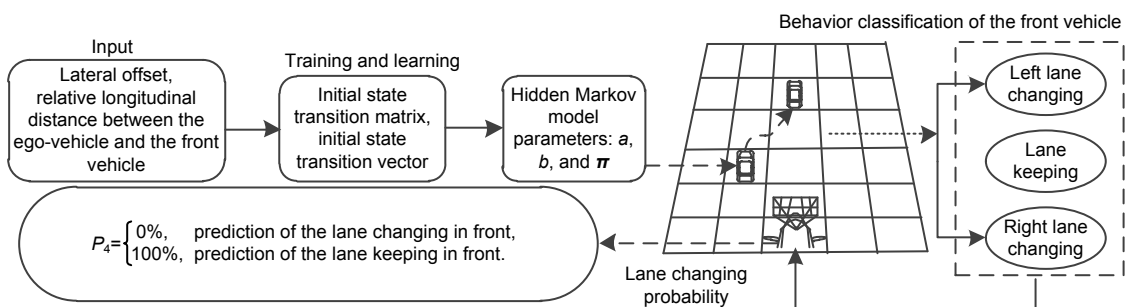 Input
Lateral offset,
relative longitudinal
distance between the
ego-vehicle and the front
vehicle
Training and learning
Initial state
transition matrix,
initial state
transition vector
Hidden Markov
model
parameters: a,
b, and π
Behavior classification of the front vehicle
Left lane
changing
Lane
keeping
Right lane
changing
P₄={0%, prediction of the lane changing in front,
100%, prediction of the lane keeping in front.
Lane changing
probability